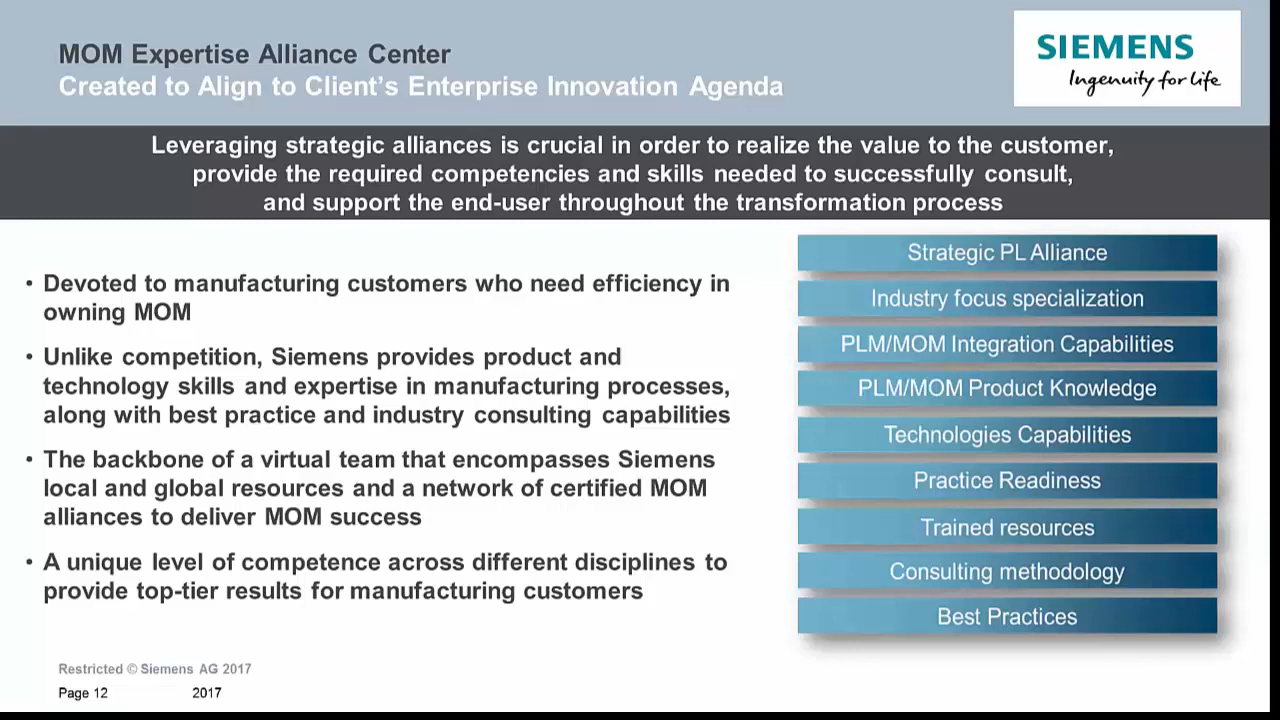 MOM Expertise Alliance Center
Created to Align to Client's Enterprise Innovation Agenda
SIEMENS
Ingenuity for life
Leveraging strategic alliances is crucial in order to realize the value to the customer,
provide the required competencies and skills needed to successfully consult,
and support the end-user throughout the transformation process
• Devoted to manufacturing customers who need efficiency in
owning MOM
• Unlike competition, Siemens provides product and
technology skills and expertise in manufacturing processes,
along with best practice and industry consulting capabilities
• The backbone of a virtual team that encompasses Siemens
local and global resources and a network of certified MOM
alliances to deliver MOM success
• A unique level of competence across different disciplines to
provide top-tier results for manufacturing customers
Strategic PL Alliance
Industry focus specialization
PLM/MOM Integration Capabilities
PLM/MOM Product Knowledge
Technologies Capabilities
Practice Readiness
Trained resources
Consulting methodology
Best Practices
Restricted © Siemens AG 2017
Page 12 2017